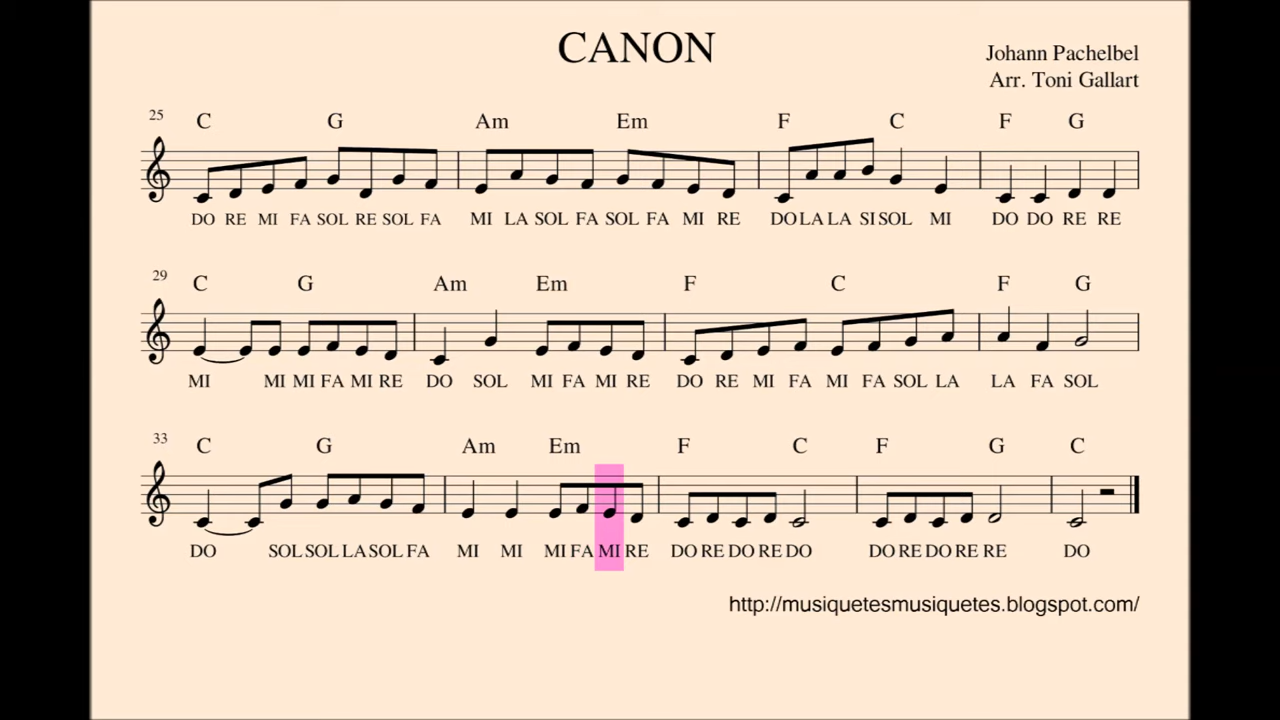 CANON
Johann Pachelbel
Arr. Toni Gallart
25
C G Am Em F C F G
DO RE MI FA SOL RE SOL FA MI LA SOL FA SOL FA MI RE DO LA LA SI SOL MI DO DO RE RE
29
C G Am Em F C F G
MI MI MI FA MI RE DO SOL MI FA MI RE DO RE MI FA MI FA SOL LA LA FA SOL
33
C G Am Em F C F G C
DO SOL SOL LA SOL FA MI MI MI FA MI RE DO RE DO RE DO DO RE DO RE RE DO
http://musiquetesmusiquetes.blogspot.com/